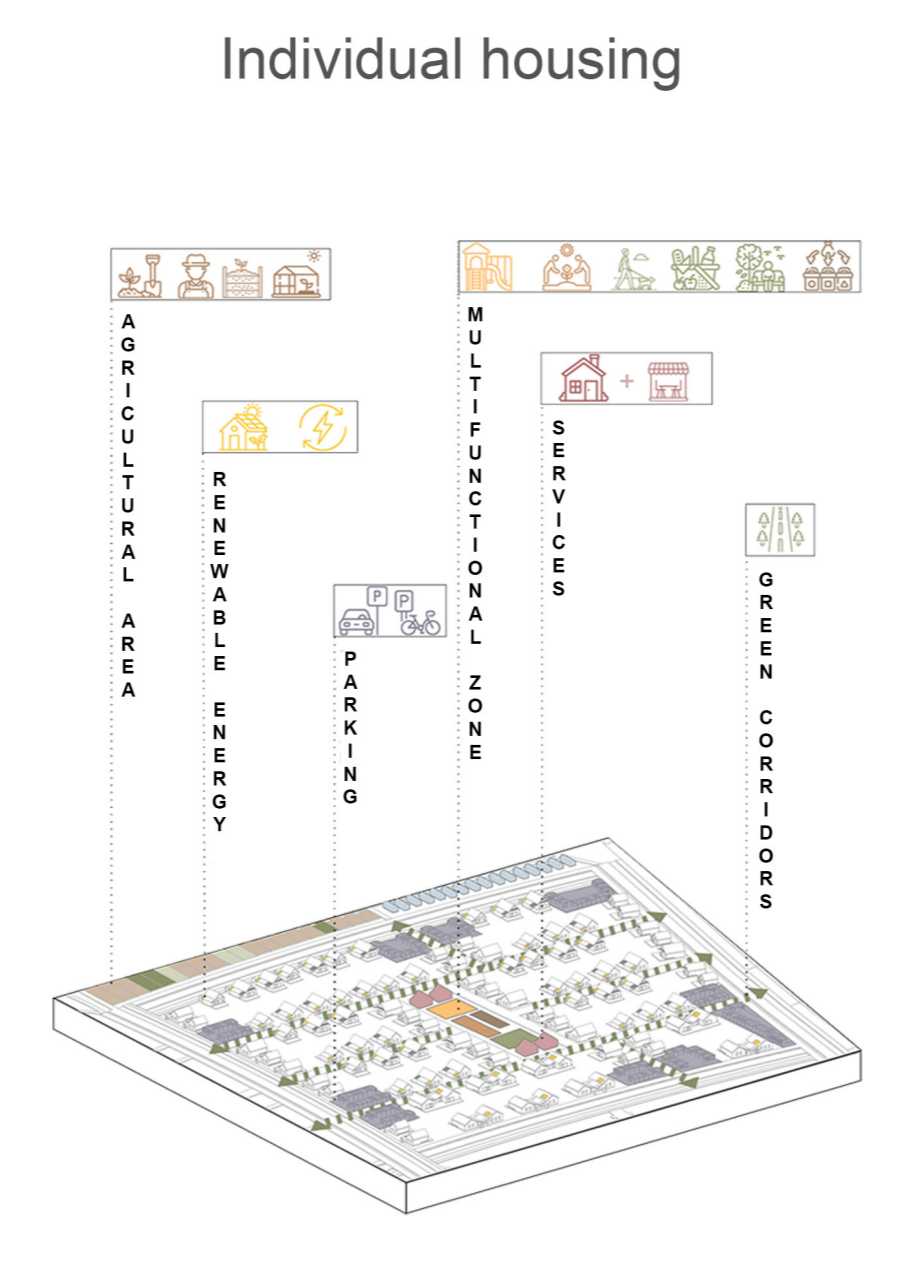 Individual housing
AGRICULTURAL AREA
RENEWABLE ENERGY
P P
PARKING
MULTIFUNCTIONAL ZONE
SERVICES
GREEN CORRIDORS